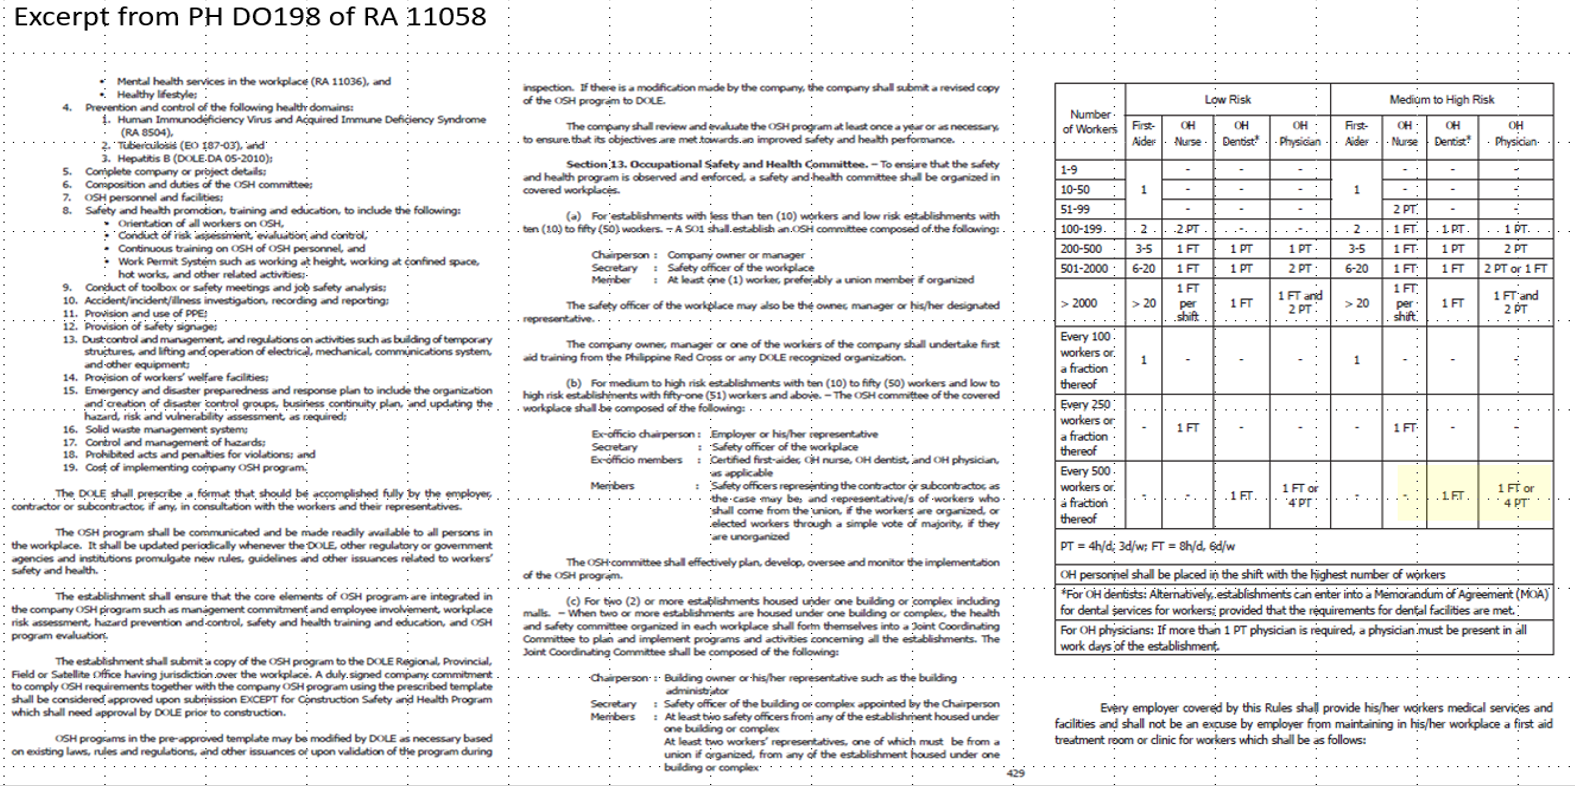 Excerpt from PH DO198 of RA 11058
• Mental health services in the workplace (RA 11036), and
• Healthy lifestyle;
4. Prevention and control of the following health domains:
1. Human Immunodeficiency Virus and Acquired Immune Deficiency Syndrome
(RA 8504),
2. Tuberculosis (EO 187-03), and
3. Hepatitis B (DOLE-DA 05-2010);
5. Complete company or project details;
6. Composition and duties of the OSH committee;
7. OSH personnel and facilities;
8. Safety and health promotion, training and education, to include the following:
• Orientation of all workers on OSH,
• Conduct of risk assessment, evaluation and control,
• Continuous training on OSH of OSH personnel, and
• Work Permit System such as working at height, working at confined space,
hot works, and other related activities;
9. Conduct of toolbox or safety meetings and job safety analysis;
10. Accident/incident/illness investigation, recording and reporting;
11. Provision and use of PPE;
12. Provision of safety signage;
13. Dust control and management, and regulations on activities such as building of temporary
structures, and lifting and operation of electrical, mechanical, communications system,
and other equipment;
14. Provision of workers' welfare facilities;
15. Emergency and disaster preparedness and response plan to include the organization
and creation of disaster control groups, business continuity plan, and updating the
hazard, risk and vulnerability assessment, as required;
16. Solid waste management system;
17. Control and management of hazards;
18. Prohibited acts and penalties for violations; and
19. Cost of implementing company OSH program.
The DOLE shall prescribe a format that should be accomplished fully by the employer,
contractor or subcontractor, if any, in consultation with the workers and their representatives.
The OSH program shall be communicated and be made readily available to all persons in
the workplace. It shall be updated periodically whenever the DOLE, other regulatory or government
agencies and institutions promulgate new rules, guidelines and other issuances related to workers'
safety and health.
The establishment shall ensure that the core elements of OSH program are integrated in
the company OSH program such as management commitment and employee involvement, workplace
risk assessment, hazard prevention and control, safety and health training and education, and OSH
program evaluation.
The establishment shall submit a copy of the OSH program to the DOLE Regional, Provincial,
Field or Satellite Office having jurisdiction over the workplace. A duly signed company commitment
to comply OSH requirements together with the company OSH program using the prescribed template
shall be considered approved upon submission EXCEPT for Construction Safety and Health Program
which shall need approval by DOLE prior to construction.
OSH programs in the pre-approved template may be modified by DOLE as necessary based
on existing laws, rules and regulations, and other issuances or upon validation of the program during
inspection. If there is a modification made by the company, the company shall submit a revised copy
of the OSH program to DOLE.
The company shall review and evaluate the OSH program at least once a year or as necessary,
to ensure that its objectives are met towards an improved safety and health performance.
Section 13. Occupational Safety and Health Committee. – To ensure that the safety
and health program is observed and enforced, a safety and health committee shall be organized in
covered workplaces.
(a) For establishments with less than ten (10) workers and low risk establishments with
ten (10) to fifty (50) workers. – A SO1 shall establish an OSH committee composed of the following:
Chairperson : Company owner or manager
Secretary : Safety officer of the workplace
Member : At least one (1) worker, preferably a union member if organized
The safety officer of the workplace may also be the owner, manager or his/her designated
representative.
The company owner, manager or one of the workers of the company shall undertake first
aid training from the Philippine Red Cross or any DOLE recognized organization.
(b) For medium to high risk establishments with ten (10) to fifty (50) workers and low to
high risk establishments with fifty-one (51) workers and above. – The OSH committee of the covered
workplace shall be composed of the following:
Ex-officio chairperson : Employer or his/her representative
Secretary : Safety officer of the workplace
Ex-officio members : Certified first-aider, OH nurse, OH dentist, and OH physician,
as applicable
Members : Safety officers representing the contractor or subcontractor, as
the case may be, and representative/s of workers who
shall come from the union, if the workers are organized, or
elected workers through a simple vote of majority, if they
are unorganized
The OSH committee shall effectively plan, develop, oversee and monitor the implementation
of the OSH program.
(c) For two (2) or more establishments housed under one building or complex including
malls. – When two or more establishments are housed under one building or complex, the health
and safety committee organized in each workplace shall form themselves into a Joint Coordinating
Committee to plan and implement programs and activities concerning all the establishments. The
Joint Coordinating Committee shall be composed of the following:
Chairperson : Building owner or his/her representative such as the building
administrator
Secretary : Safety officer of the building or complex appointed by the Chairperson
Members : At least two safety officers from any of the establishment housed under
one building or complex
At least two workers' representatives, one of which must be from a
union if organized, from any of the establishment housed under one
building or complex
429
Number of Workers Low Risk Medium to High Risk
First-Aider OH Nurse OH Dentist* OH Physician First-Aider OH Nurse OH Dentist* OH Physician
1-9 - - - - - -
10-50 1 - - - 1 - - -
51-99 - - - 2 PT - -
100-199 2 2 PT - - 2 1 FT 1 PT 1 PT
200-500 3-5 1 FT 1 PT 1 PT 3-5 1 FT 1 PT 2 PT
501-2000 6-20 1 FT 1 PT 2 PT 6-20 1 FT 1 FT 2 PT or 1 FT
> 2000 > 20 1 FT per shift 1 FT 1 FT and 2 PT > 20 1 FT per shift 1 FT 1 FT and 2 PT
Every 100 workers or a fraction thereof 1 - - - 1 - - -
Every 250 workers or a fraction thereof - 1 FT - - - 1 FT - -
Every 500 workers or a fraction thereof - - 1 FT 1 FT or 4 PT - - 1 FT 1 FT or 4 PT
PT = 4h/d; 3d/w; FT = 8h/d, 6d/w
OH personnel shall be placed in the shift with the highest number of workers
*For OH dentists: Alternatively, establishments can enter into a Memorandum of Agreement (MOA)
for dental services for workers; provided that the requirements for dental facilities are met.
For OH physicians: If more than 1 PT physician is required, a physician must be present in all
work days of the establishment.
Every employer covered by this Rules shall provide his/her workers medical services and
facilities and shall not be an excuse by employer from maintaining in his/her workplace a first aid
treatment room or clinic for workers which shall be as follows: